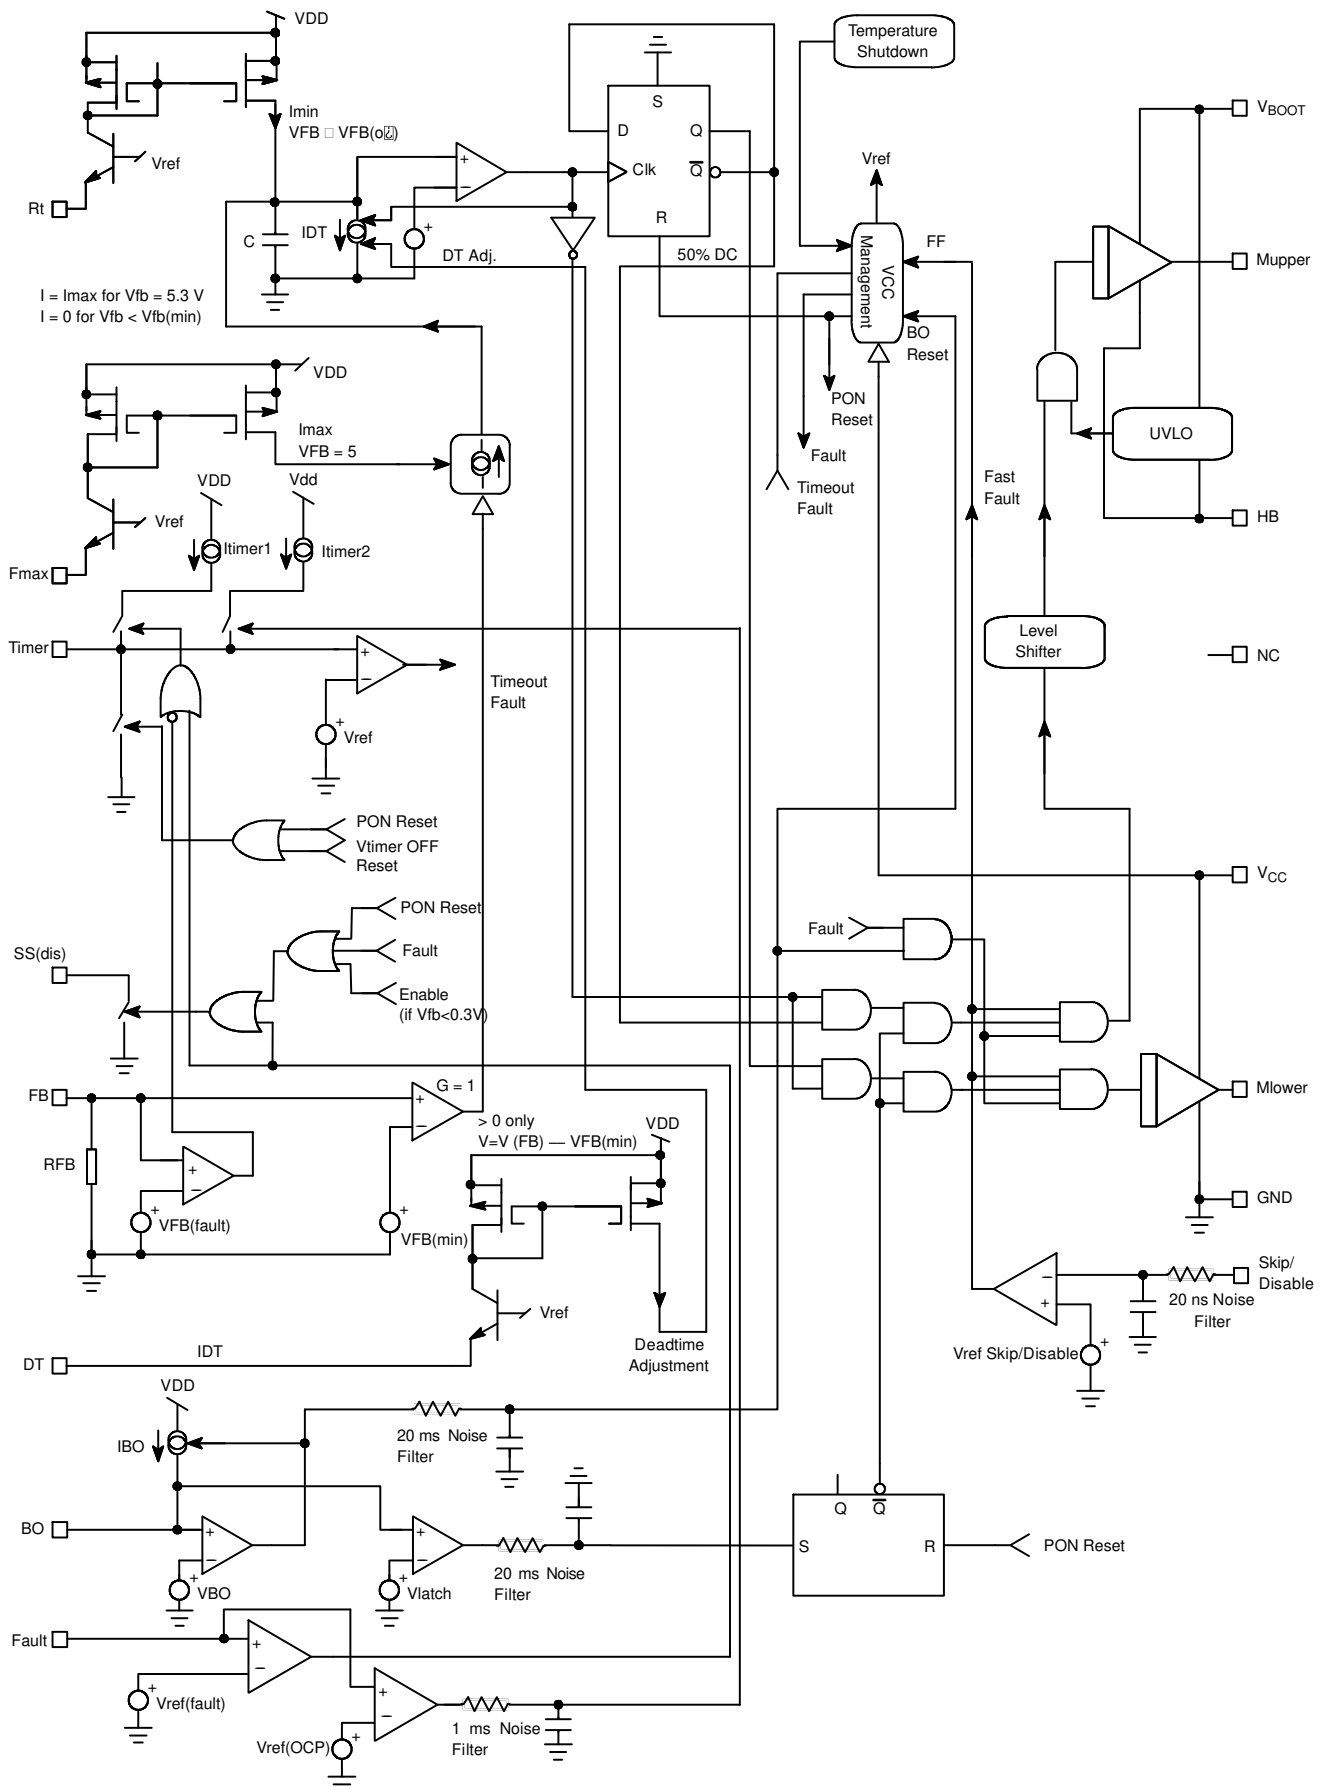 VDD
Temperature
Shutdown
S
D
Q
Clk
Q
R
50% DC
Imin
VFB □ VFB(o
Vref
Rt
C
IDT
+
−
+
DT Adj.
Vref
VCC
Management
FF
BO
Reset
PON
Reset
Fault
Timeout
Fault
Fast
Fault
VBOOT
Mupper
UVLO
HB
I = Imax for Vfb = 5.3 V
I = 0 for Vfb < Vfb(min)
VDD
Imax
VFB = 5
Vref
Fmax
VDD
Vdd
Itimer1
Itimer2
Timer
+
−
Timeout
Fault
+
Vref
Level
Shifter
NC
PON Reset
Vtimer OFF
Reset
VCC
PON Reset
Fault
Enable
(if Vfb<0.3V)
SS(dis)
Fault
FB
G = 1
+
−
> 0 only
V=V (FB) — VFB(min)
VDD
RFB
+
−
+
VFB(fault)
+
VFB(min)
Mlower
GND
Vref
Deadtime
Adjustment
DT
IDT
Skip/
Disable
−
+
20 ns Noise
Filter
Vref Skip/Disable
+
VDD
IBO
20 ms Noise
Filter
BO
+
−
+
VBO
+
−
+
Vlatch
20 ms Noise
Filter
Q
Q
S
R
PON Reset
Fault
+
−
+
Vref(fault)
+
−
+
Vref(OCP)
1 ms Noise
Filter